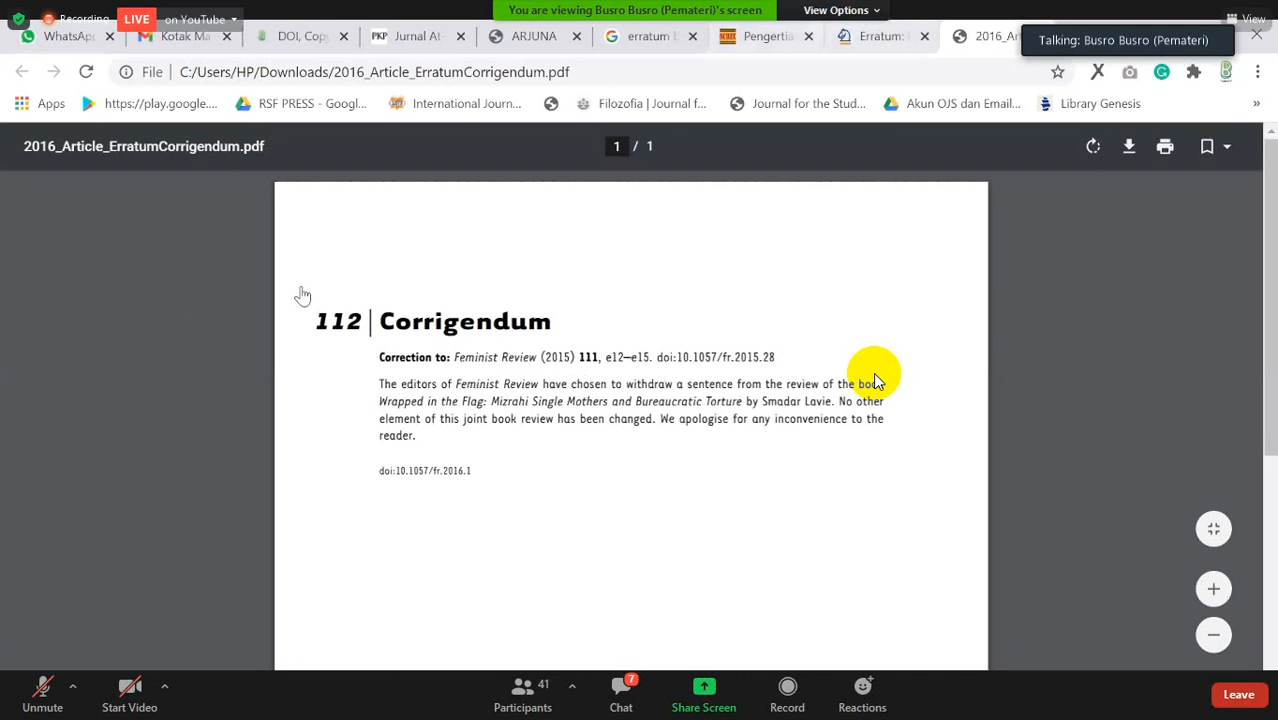 Recording LIVE on YouTube
You are viewing Busro Busro (Pemateri)'s screen View Options
View
WhatsAp Kotak Ma DOI, Cop PKP Jurnal At- ARJUNA erratum b Pengertia Erratum: 2016_Ar
Talking: Busro Busro (Pemateri)
File C:/Users/HP/Downloads/2016_Article_ErratumCorrigendum.pdf
Apps https://play.google.... RSF PRESS - Googl... International Journ... Filozofia | Journal f... Journal for the Stud... Akun OJS dan Email... Library Genesis »
2016_Article_ErratumCorrigendum.pdf 1 / 1
112 | Corrigendum
Correction to: Feminist Review (2015) 111, e12–e15. doi:10.1057/fr.2015.28
The editors of Feminist Review have chosen to withdraw a sentence from the review of the book
Wrapped in the Flag: Mizrahi Single Mothers and Bureaucratic Torture by Smadar Lavie. No other
element of this joint book review has been changed. We apologise for any inconvenience to the
reader.
doi:10.1057/fr.2016.1
41 7
Unmute Start Video Participants Chat Share Screen Record Reactions Leave